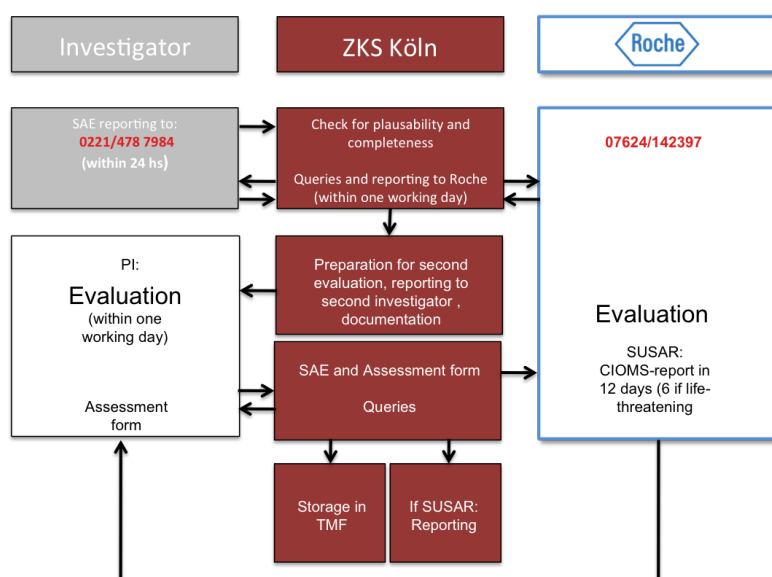 Investigator
ZKS Köln
Roche
SAE reporting to:
0221/478 7984
(within 24 hs)
Check for plausability and
completeness
Queries and reporting to Roche
(within one working day)
07624/142397
PI:
Evaluation
(within one
working day)
Assessment
form
Preparation for second
evaluation, reporting to
second investigator ,
documentation
SAE and Assessment form
Queries
Evaluation
SUSAR:
CIOMS-report in
12 days (6 if life-
threatening
Storage in
TMF
If SUSAR:
Reporting